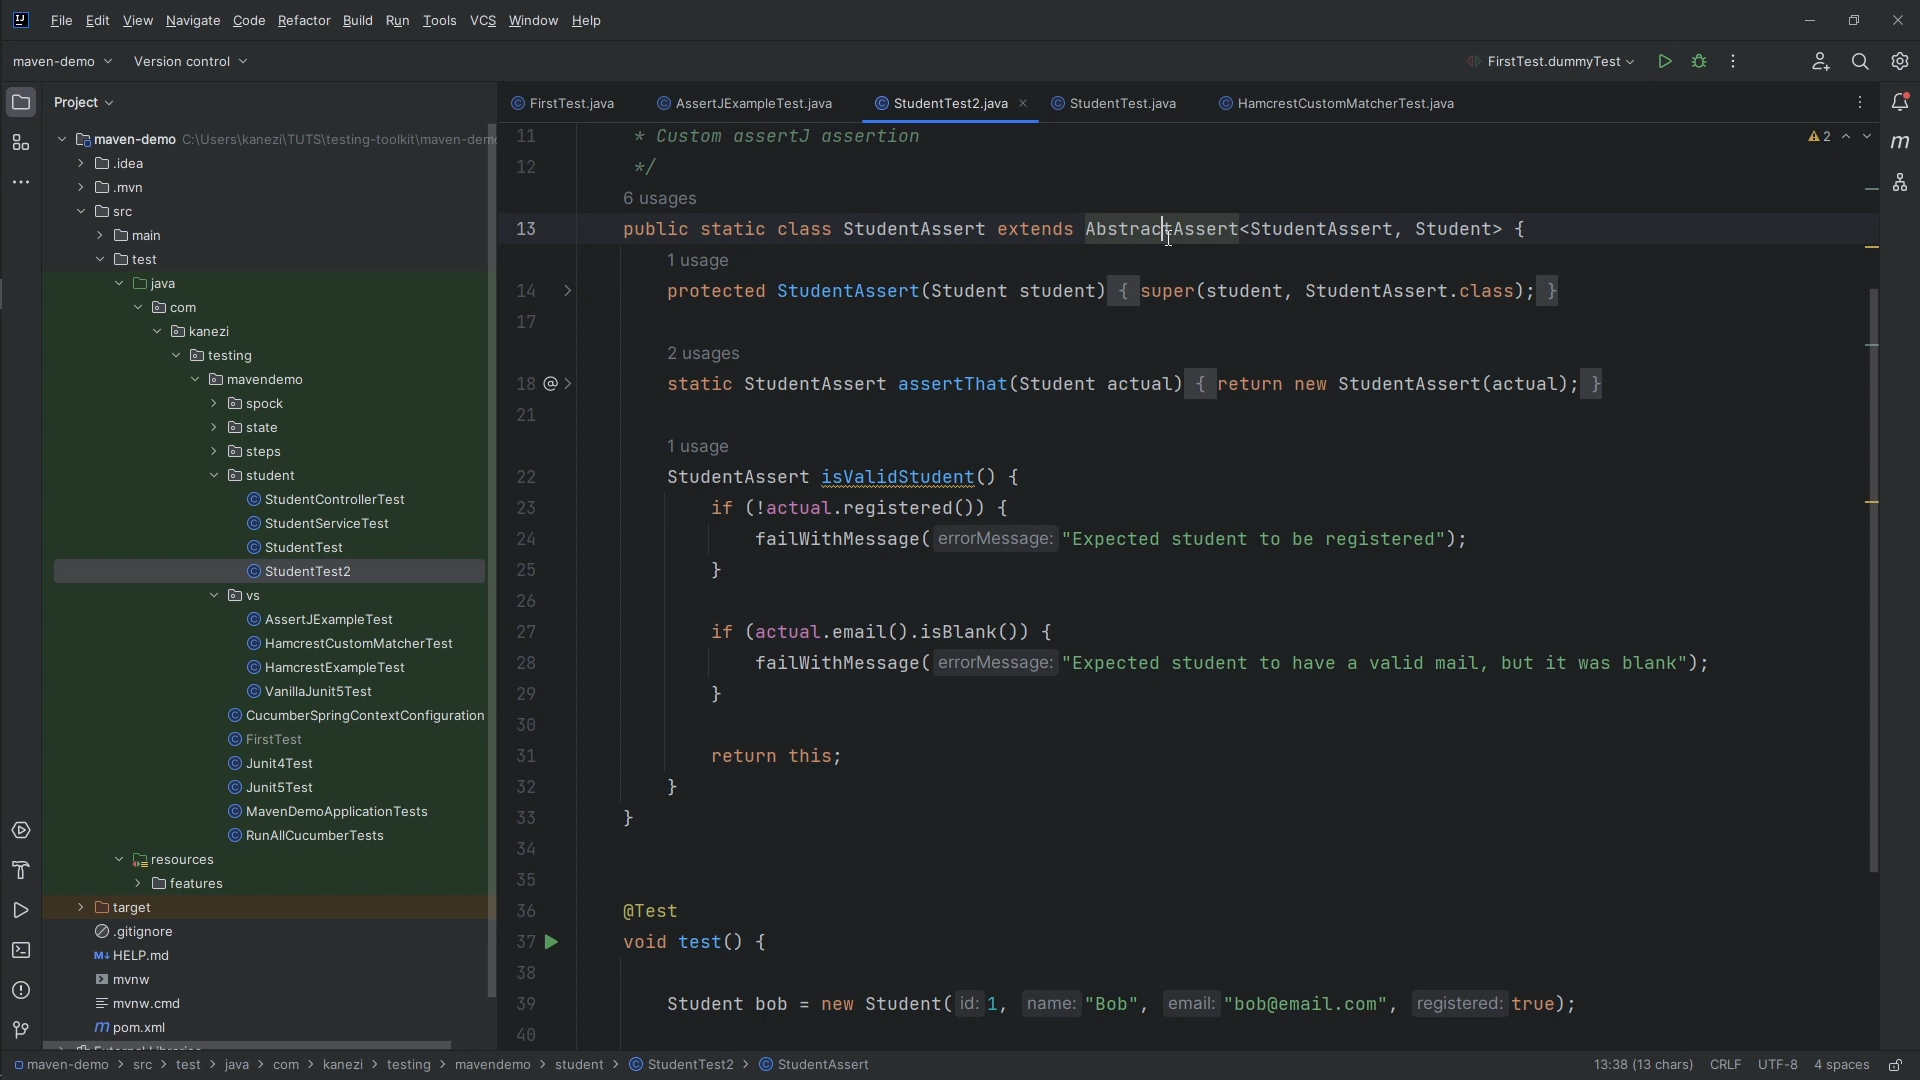 File Edit View Navigate Code Refactor Build Run Tools VCS Window Help
maven-demo Version control FirstTest.dummyTest
Project
FirstTest.java AssertJExampleTest.java StudentTest2.java StudentTest.java HamcrestCustomMatcherTest.java
maven-demo C:\Users\kanezi\TUTS\testing-toolkit\maven-dem
.idea
.mvn
src
main
test
java
com
kanezi
testing
mavendemo
spock
state
steps
student
StudentControllerTest
StudentServiceTest
StudentTest
StudentTest2
vs
AssertJExampleTest
HamcrestCustomMatcherTest
HamcrestExampleTest
VanillaJunit5Test
CucumberSpringContextConfiguration
FirstTest
Junit4Test
Junit5Test
MavenDemoApplicationTests
RunAllCucumberTests
resources
features
target
.gitignore
M↓ HELP.md
mvnw
mvnw.cmd
m pom.xml
11 * Custom assertJ assertion
2
12 */
6 usages
13 public static class StudentAssert extends AbstractAssert<StudentAssert, Student> {
1 usage
14 protected StudentAssert(Student student) { super(student, StudentAssert.class); }
17
2 usages
18 @ static StudentAssert assertThat(Student actual) { return new StudentAssert(actual); }
21
1 usage
22 StudentAssert isValidStudent() {
23 if (!actual.registered()) {
24 failWithMessage( errorMessage: "Expected student to be registered");
25 }
26
27 if (actual.email().isBlank()) {
28 failWithMessage( errorMessage: "Expected student to have a valid mail, but it was blank");
29 }
30
31 return this;
32 }
33 }
34
35
36 @Test
37 void test() {
38
39 Student bob = new Student( id: 1, name: "Bob", email: "bob@email.com", registered: true);
40
maven-demo > src > test > java > com > kanezi > testing > mavendemo > student > StudentTest2 > StudentAssert
13:38 (13 chars) CRLF UTF-8 4 spaces